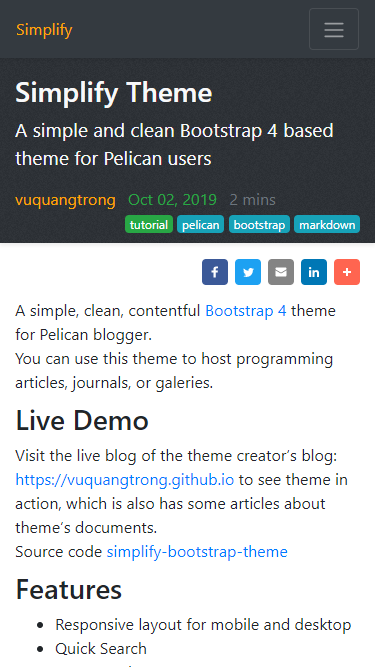 Simplify
Simplify Theme
A simple and clean Bootstrap 4 based
theme for Pelican users
vuquangtrong Oct 02, 2019 2 mins
tutorial pelican bootstrap markdown
A simple, clean, contentful Bootstrap 4 theme
for Pelican blogger.
You can use this theme to host programming
articles, journals, or galeries.
Live Demo
Visit the live blog of the theme creator's blog:
https://vuquangtrong.github.io to see theme in
action, which is also has some articles about
theme's documents.
Source code simplify-bootstrap-theme
Features
Responsive layout for mobile and desktop
Quick Search